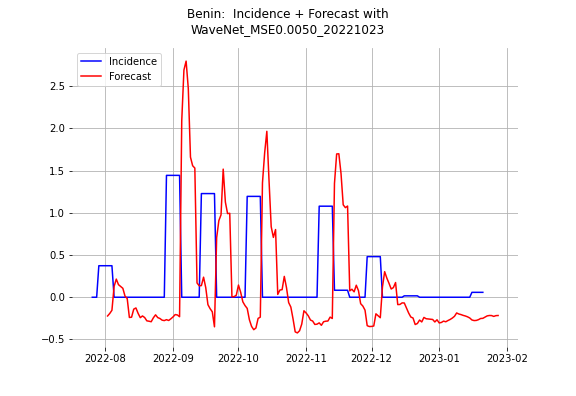 Benin:  Incidence + Forecast with
WaveNet_MSE0.0050_20221023
Incidence
Forecast
2.5
2.0
1.5
1.0
0.5
0.0
−0.5
2022-08 2022-09 2022-10 2022-11 2022-12 2023-01 2023-02